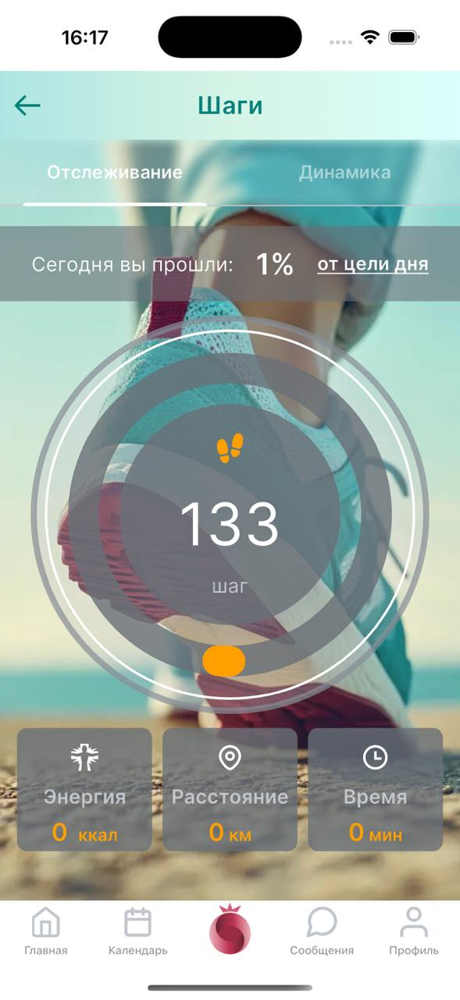 16:17
Шаги
Отслеживание Динамика
Сегодня вы прошли: 1% от цели дня
133
шаг
Энергия Расстояние Время
0 ккал 0 км 0 мин
Главная Календарь Сообщения Профиль